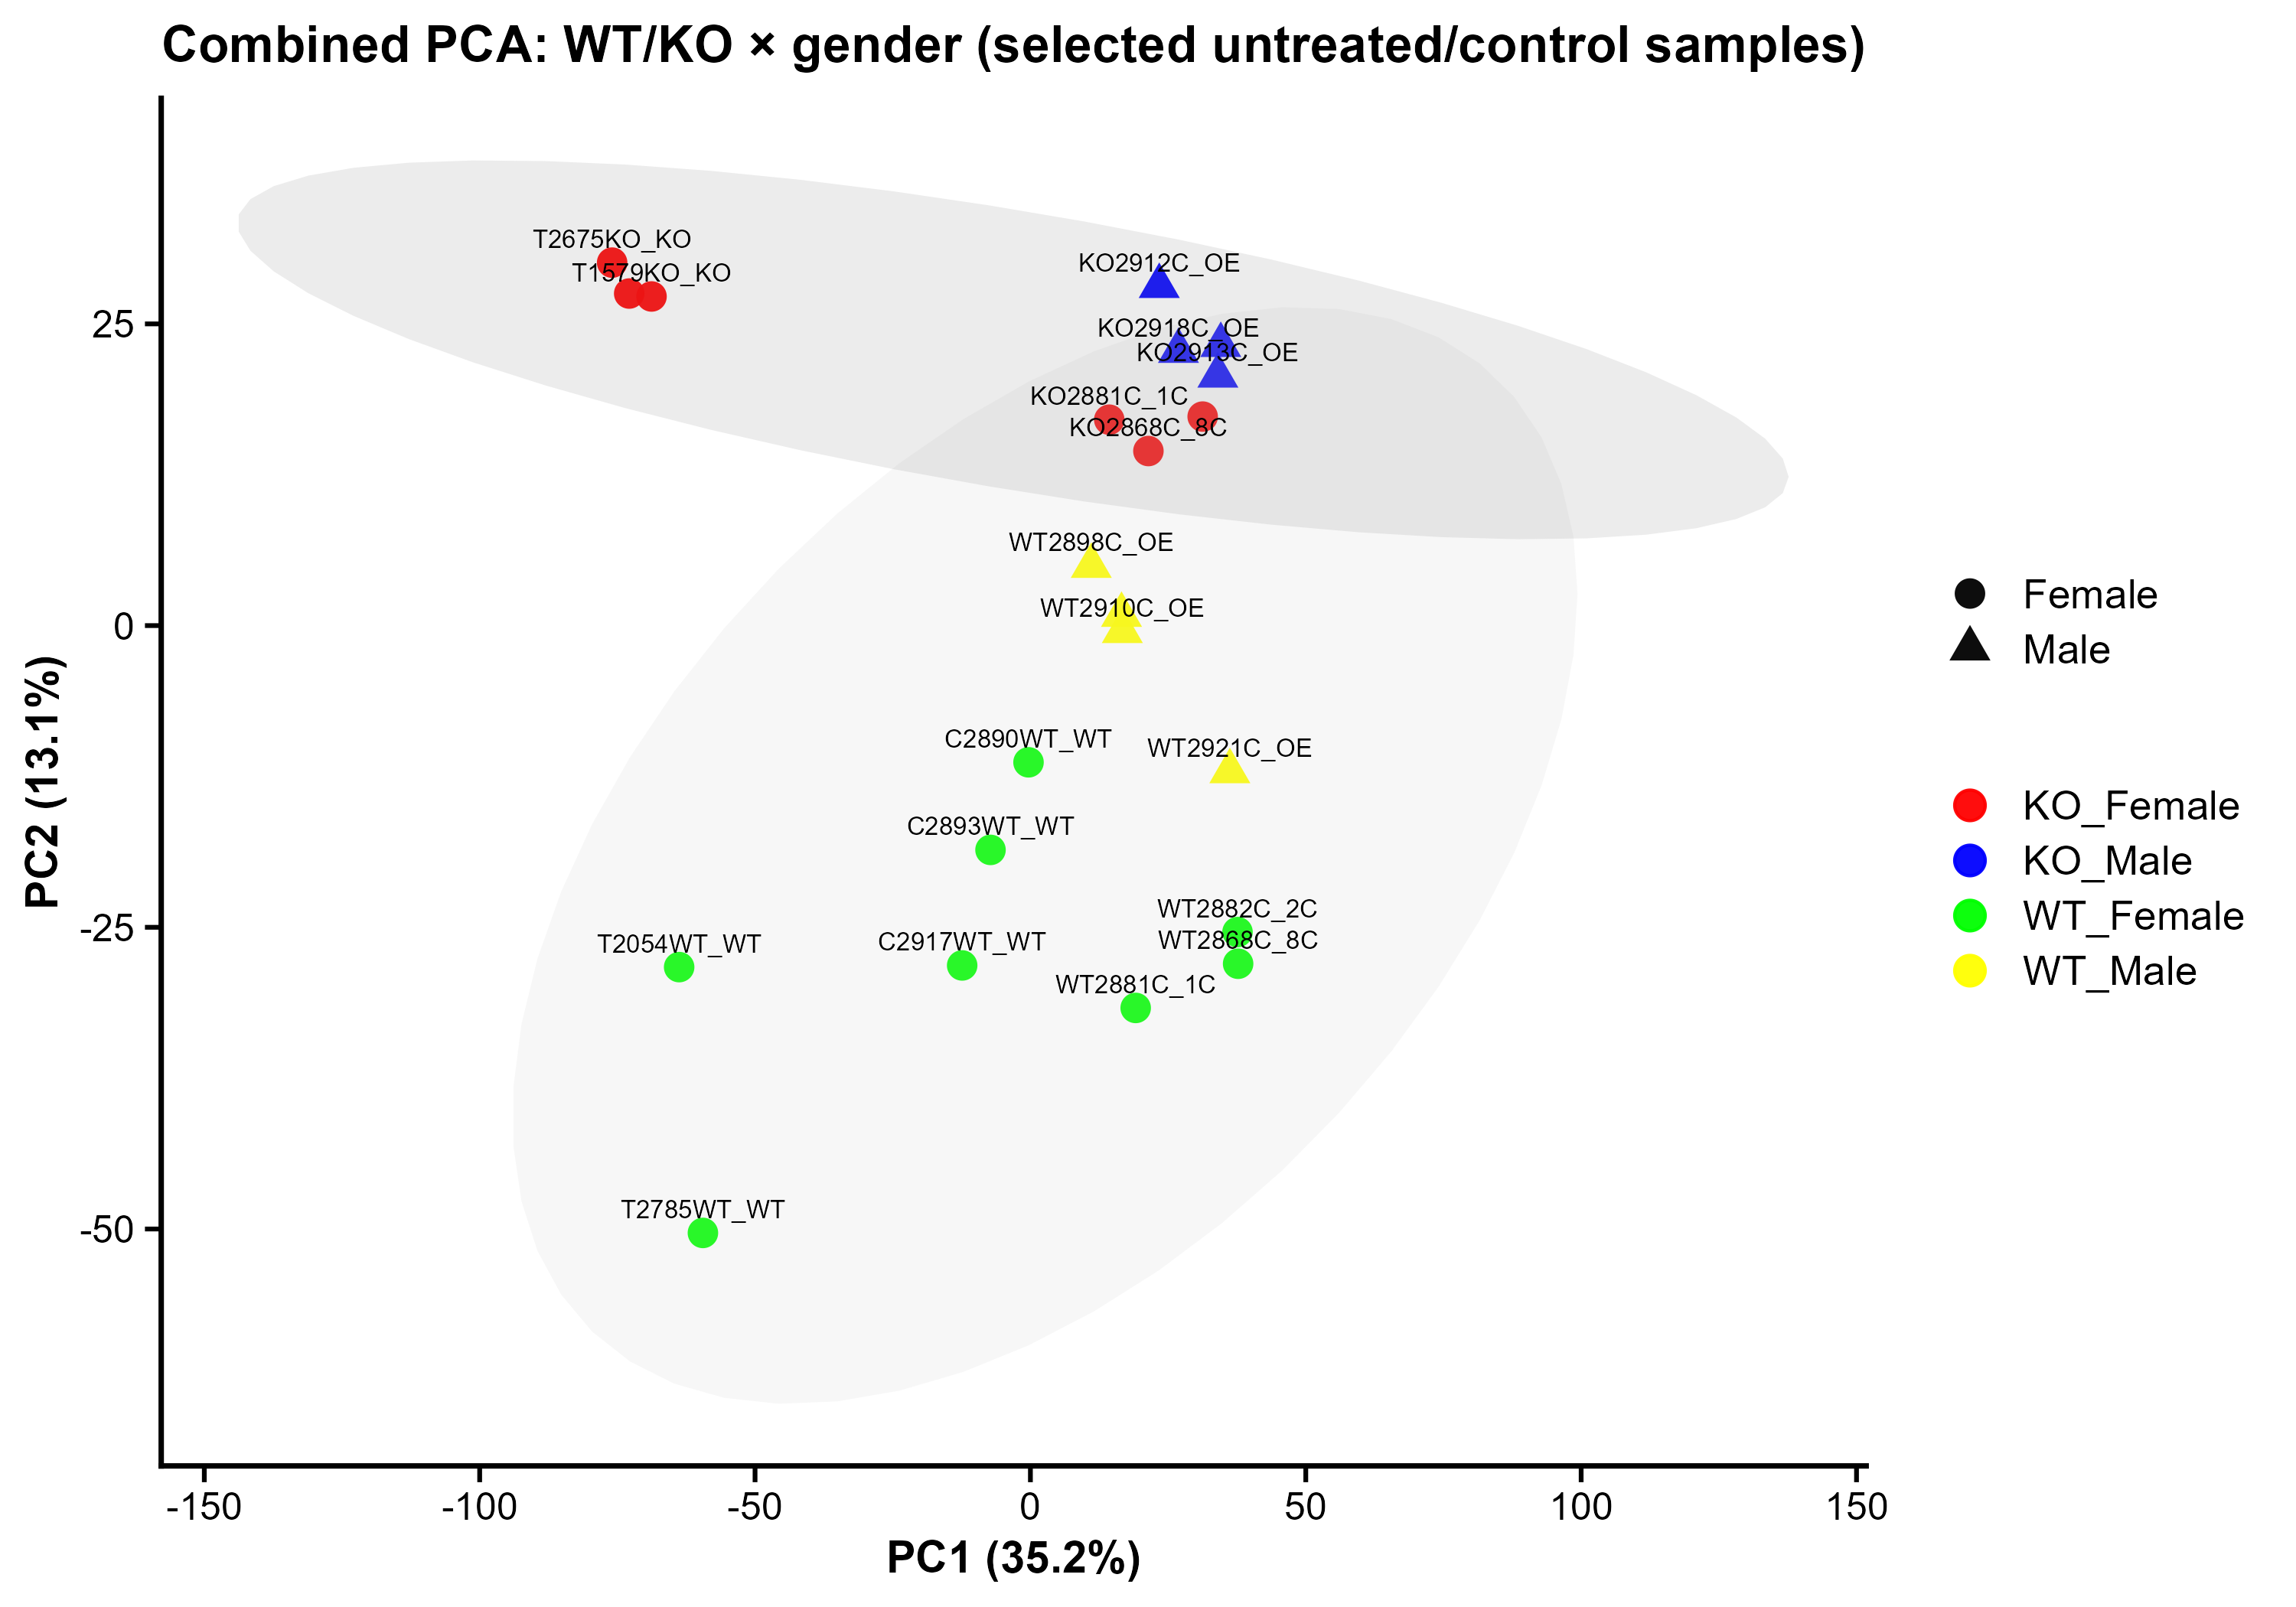 Combined PCA: WT/KO × gender (selected untreated/control samples)
T2675KO_KO
T1579KO_KO
KO2912C_OE
KO2918C_OE
KO2913C_OE
KO2881C_1C
KO2868C_8C
WT2898C_OE
WT2910C_OE
C2890WT_WT
WT2921C_OE
C2893WT_WT
WT2882C_2C
WT2868C_8C
T2054WT_WT
C2917WT_WT
WT2881C_1C
T2785WT_WT
25
0
-25
-50
PC2 (13.1%)
-150
-100
-50
0
50
100
150
PC1 (35.2%)
Female
Male
KO_Female
KO_Male
WT_Female
WT_Male